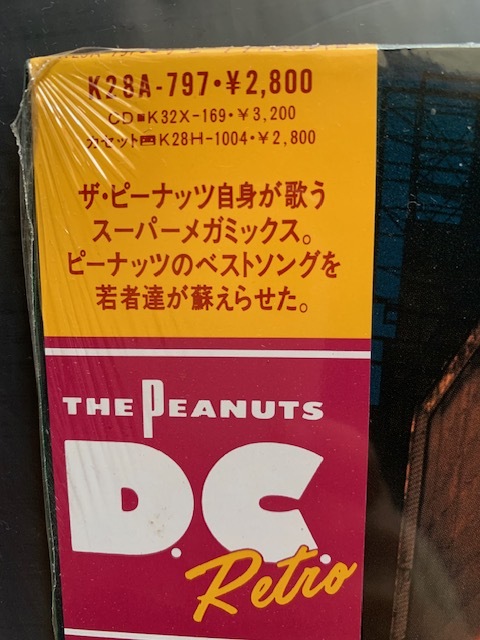 K28A-797・¥2,800
CD■K32X-169・¥3,200
カセット📼K28H-1004・¥2,800
ザ・ピーナッツ自身が歌う
スーパーメガミックス。
ピーナッツのベストソングを
若者達が蘇えらせた。
THE PEANUTS
D.C.
Retro